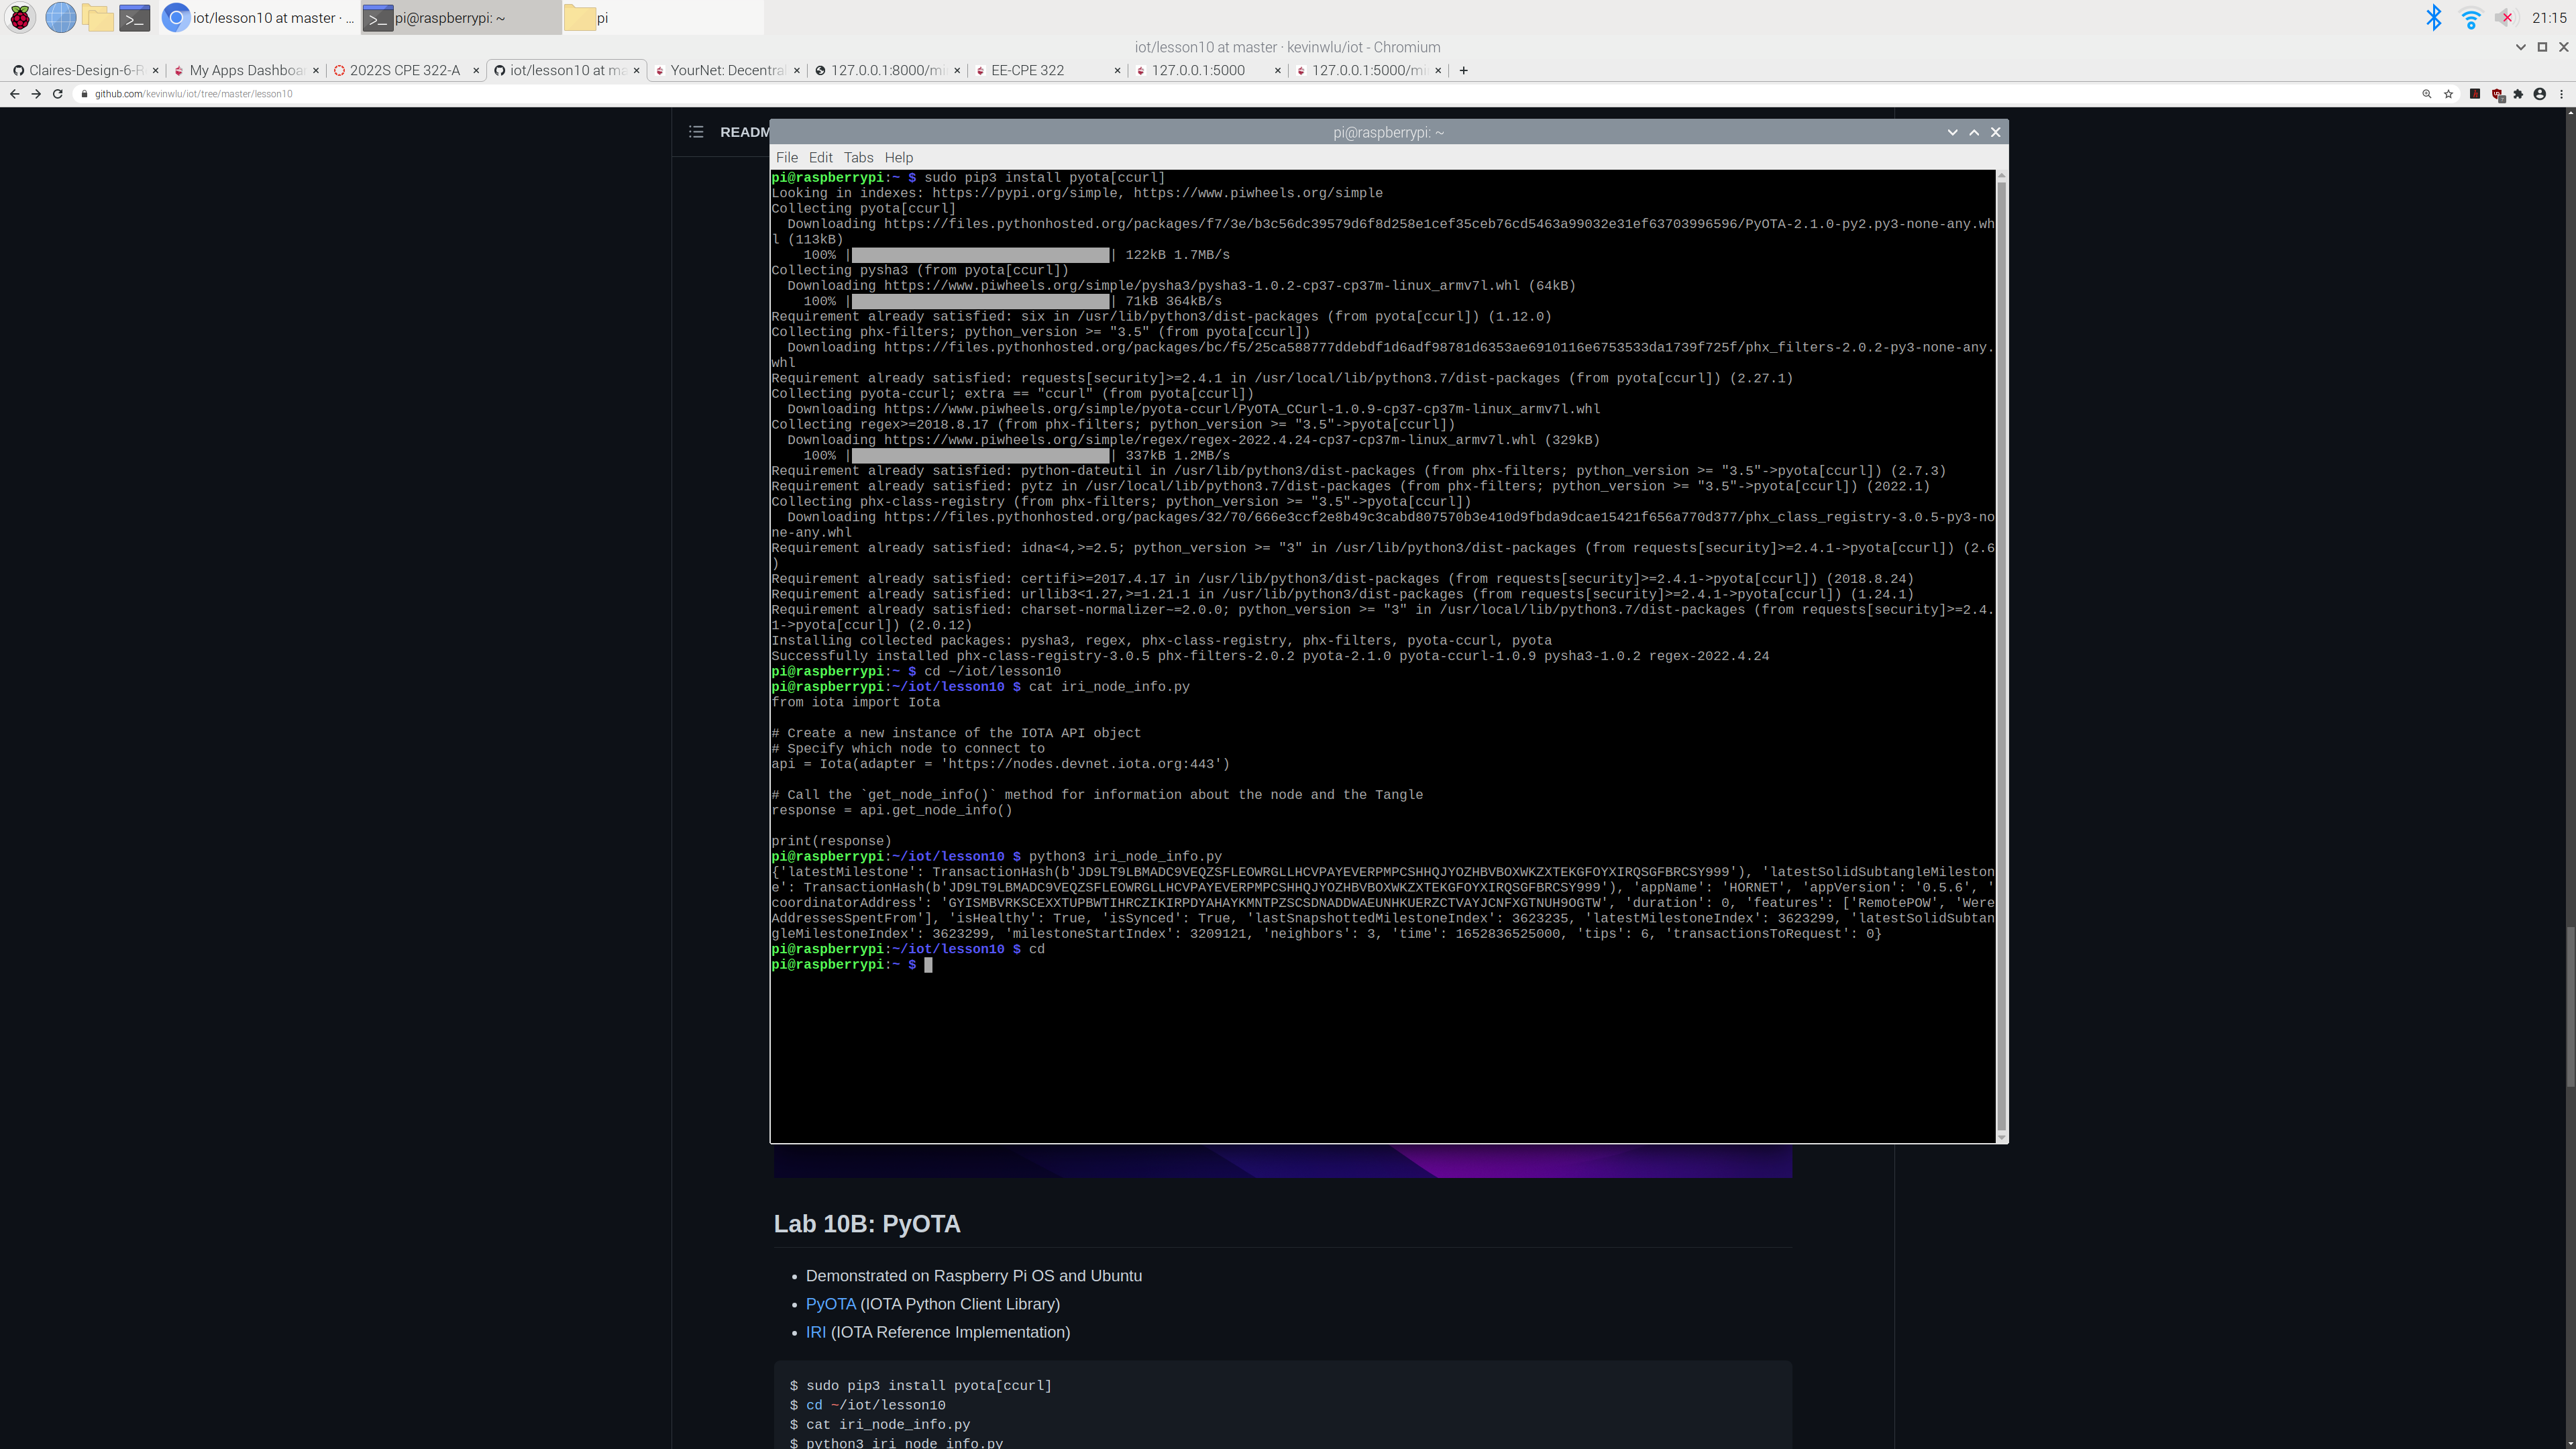 iot/lesson10 at master · ...
pi@raspberrypi: ~
pi
21:15
iot/lesson10 at master · kevinwlu/iot - Chromium
Claires-Design-6-R
My Apps Dashboar
2022S CPE 322-A
iot/lesson10 at ma
YourNet: Decentral
127.0.0.1:8000/mi
EE-CPE 322
127.0.0.1:5000
127.0.0.1:5000/mi
github.com/kevinwlu/iot/tree/master/lesson10
READM
pi@raspberrypi: ~
File Edit Tabs Help
pi@raspberrypi:~ $ sudo pip3 install pyota[ccurl]
Looking in indexes: https://pypi.org/simple, https://www.piwheels.org/simple
Collecting pyota[ccurl]
  Downloading https://files.pythonhosted.org/packages/f7/3e/b3c56dc39579d6f8d258e1cef35ceb76cd5463a99032e31ef63703996596/PyOTA-2.1.0-py2.py3-none-any.wh
l (113kB)
    100% || 122kB 1.7MB/s
Collecting pysha3 (from pyota[ccurl])
  Downloading https://www.piwheels.org/simple/pysha3/pysha3-1.0.2-cp37-cp37m-linux_armv7l.whl (64kB)
    100% || 71kB 364kB/s
Requirement already satisfied: six in /usr/lib/python3/dist-packages (from pyota[ccurl]) (1.12.0)
Collecting phx-filters; python_version >= "3.5" (from pyota[ccurl])
  Downloading https://files.pythonhosted.org/packages/bc/f5/25ca588777ddebdf1d6adf98781d6353ae6910116e6753533da1739f725f/phx_filters-2.0.2-py3-none-any.
whl
Requirement already satisfied: requests[security]>=2.4.1 in /usr/local/lib/python3.7/dist-packages (from pyota[ccurl]) (2.27.1)
Collecting pyota-ccurl; extra == "ccurl" (from pyota[ccurl])
  Downloading https://www.piwheels.org/simple/pyota-ccurl/PyOTA_CCurl-1.0.9-cp37-cp37m-linux_armv7l.whl
Collecting regex>=2018.8.17 (from phx-filters; python_version >= "3.5"->pyota[ccurl])
  Downloading https://www.piwheels.org/simple/regex/regex-2022.4.24-cp37-cp37m-linux_armv7l.whl (329kB)
    100% || 337kB 1.2MB/s
Requirement already satisfied: python-dateutil in /usr/lib/python3/dist-packages (from phx-filters; python_version >= "3.5"->pyota[ccurl]) (2.7.3)
Requirement already satisfied: pytz in /usr/local/lib/python3.7/dist-packages (from phx-filters; python_version >= "3.5"->pyota[ccurl]) (2022.1)
Collecting phx-class-registry (from phx-filters; python_version >= "3.5"->pyota[ccurl])
  Downloading https://files.pythonhosted.org/packages/32/70/666e3ccf2e8b49c3cabd807570b3e410d9fbda9dcae15421f656a770d377/phx_class_registry-3.0.5-py3-no
ne-any.whl
Requirement already satisfied: idna<4,>=2.5; python_version >= "3" in /usr/lib/python3/dist-packages (from requests[security]>=2.4.1->pyota[ccurl]) (2.6
)
Requirement already satisfied: certifi>=2017.4.17 in /usr/lib/python3/dist-packages (from requests[security]>=2.4.1->pyota[ccurl]) (2018.8.24)
Requirement already satisfied: urllib3<1.27,>=1.21.1 in /usr/lib/python3/dist-packages (from requests[security]>=2.4.1->pyota[ccurl]) (1.24.1)
Requirement already satisfied: charset-normalizer~=2.0.0; python_version >= "3" in /usr/local/lib/python3.7/dist-packages (from requests[security]>=2.4.
1->pyota[ccurl]) (2.0.12)
Installing collected packages: pysha3, regex, phx-class-registry, phx-filters, pyota-ccurl, pyota
Successfully installed phx-class-registry-3.0.5 phx-filters-2.0.2 pyota-2.1.0 pyota-ccurl-1.0.9 pysha3-1.0.2 regex-2022.4.24
pi@raspberrypi:~ $ cd ~/iot/lesson10
pi@raspberrypi:~/iot/lesson10 $ cat iri_node_info.py
from iota import Iota
# Create a new instance of the IOTA API object
# Specify which node to connect to
api = Iota(adapter = 'https://nodes.devnet.iota.org:443')
# Call the `get_node_info()` method for information about the node and the Tangle
response = api.get_node_info()
print(response)
pi@raspberrypi:~/iot/lesson10 $ python3 iri_node_info.py
{'latestMilestone': TransactionHash(b'JD9LT9LBMADC9VEQZSFLEOWRGLLHCVPAYEVERPMPCSHHQJYOZHBVBOXWKZXTEKGFOYXIRQSGFBRCSY999'), 'latestSolidSubtangleMileston
e': TransactionHash(b'JD9LT9LBMADC9VEQZSFLEOWRGLLHCVPAYEVERPMPCSHHQJYOZHBVBOXWKZXTEKGFOYXIRQSGFBRCSY999'), 'appName': 'HORNET', 'appVersion': '0.5.6', '
coordinatorAddress': 'GYISMBVRKSCEXXTUPBWTIHRCZIKIRPDYAHAYKMNTPZSCSDNADDWAEUNHKUERZCTVAYJCNFXGTNUH9OGTW', 'duration': 0, 'features': ['RemotePOW', 'Were
AddressesSpentFrom'], 'isHealthy': True, 'isSynced': True, 'lastSnapshottedMilestoneIndex': 3623235, 'latestMilestoneIndex': 3623299, 'latestSolidSubtan
gleMilestoneIndex': 3623299, 'milestoneStartIndex': 3209121, 'neighbors': 3, 'time': 1652836525000, 'tips': 6, 'transactionsToRequest': 0}
pi@raspberrypi:~/iot/lesson10 $ cd
pi@raspberrypi:~ $
Lab 10B: PyOTA
• Demonstrated on Raspberry Pi OS and Ubuntu
• PyOTA (IOTA Python Client Library)
• IRI (IOTA Reference Implementation)
$ sudo pip3 install pyota[ccurl]
$ cd ~/iot/lesson10
$ cat iri_node_info.py
$ python3 iri_node_info.py